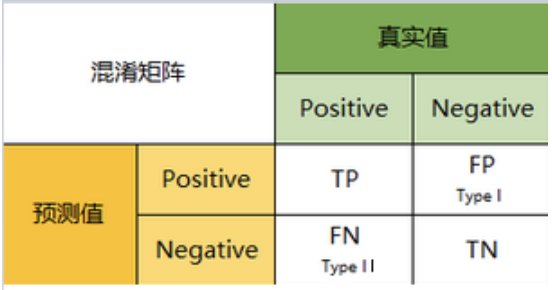 混淆矩阵
真实值
Positive
Negative
预测值
Positive
TP
FP
Type I
Negative
FN
Type II
TN